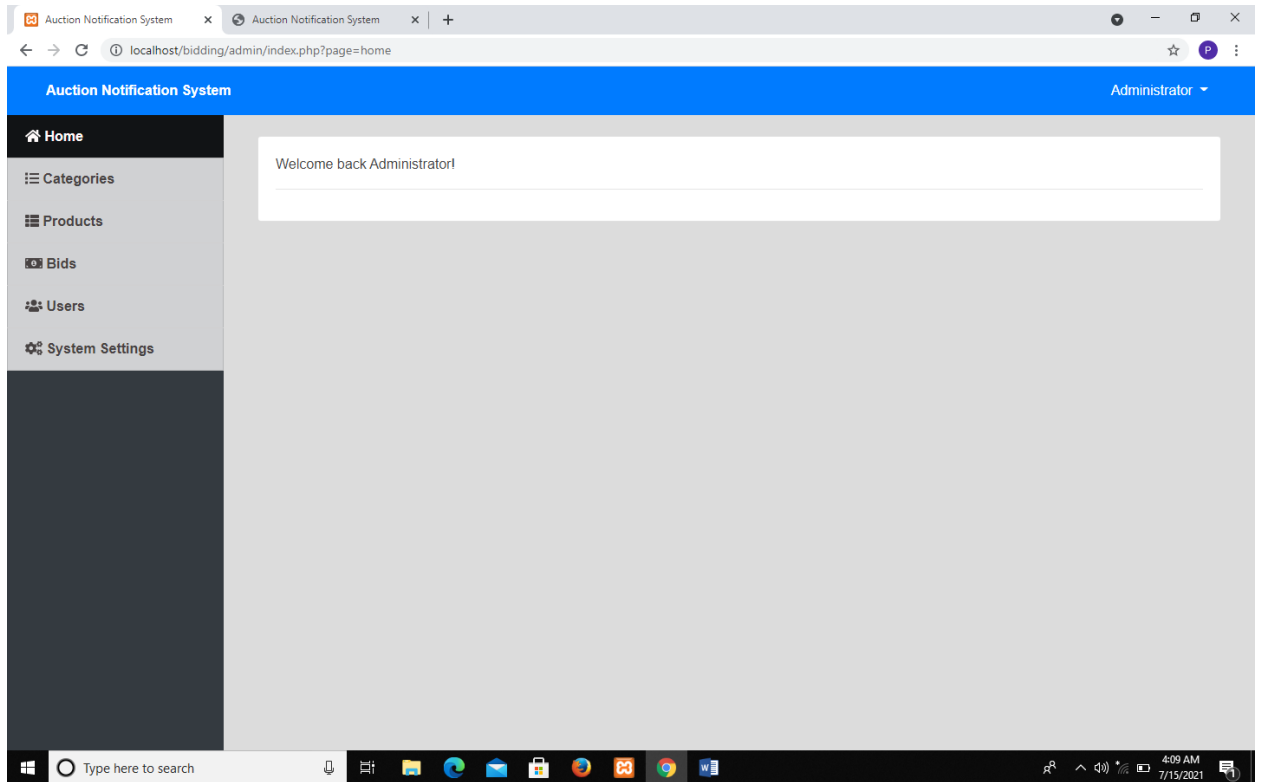 Auction Notification System
Auction Notification System
localhost/bidding/admin/index.php?page=home
P
Auction Notification System
Administrator
Home
Welcome back Administrator!
Categories
Products
Bids
Users
System Settings
Type here to search
4:09 AM
7/15/2021
1